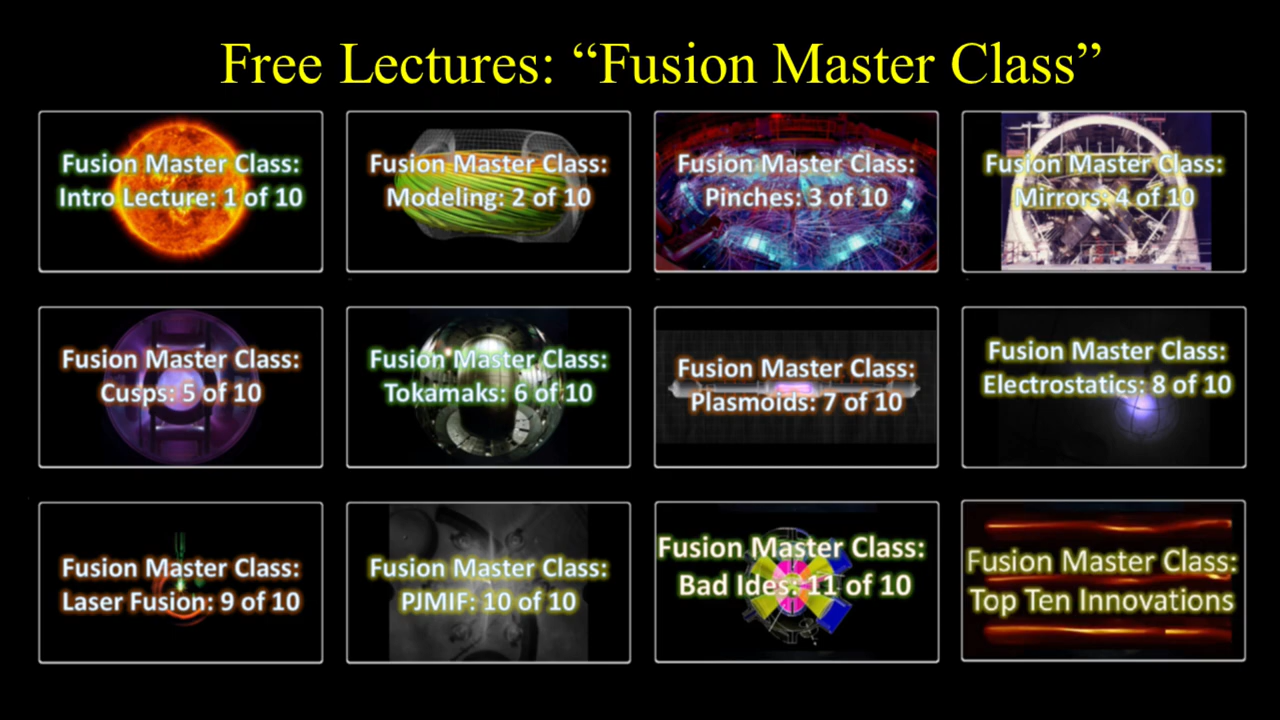 Free Lectures: “Fusion Master Class”
Fusion Master Class:
Intro Lecture: 1 of 10
Fusion Master Class:
Modeling: 2 of 10
Fusion Master Class:
Pinches: 3 of 10
Fusion Master Class:
Mirrors: 4 of 10
Fusion Master Class:
Cusps: 5 of 10
Fusion Master Class:
Tokamaks: 6 of 10
Fusion Master Class:
Plasmoids: 7 of 10
Fusion Master Class:
Electrostatics: 8 of 10
Fusion Master Class:
Laser Fusion: 9 of 10
Fusion Master Class:
PJMIF: 10 of 10
Fusion Master Class:
Bad Ides: 11 of 10
Fusion Master Class:
Top Ten Innovations